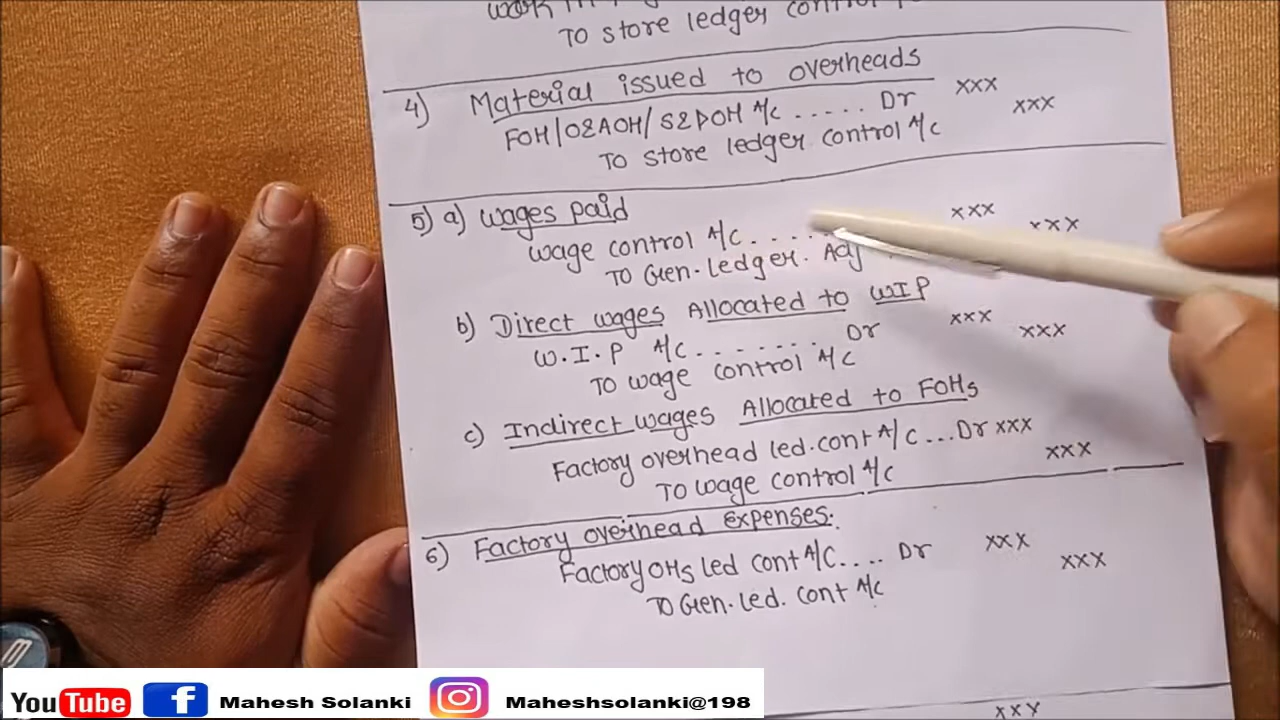 To store ledger control
4) Material issued to overheads
FOH/O&AOH/S&DOH A/c ..... Dr xxx
To store ledger control A/c xxx
5) a) Wages paid
Wage control A/c ..... xxx
To Gen. ledger. Adj xxx
b) Direct wages Allocated to WIP
W.I.P A/c ....... Dr xxx
To wage control A/c xxx
c) Indirect wages Allocated to FOHs
Factory overhead led.cont A/c ...Dr xxx
To wage control A/c xxx
6) Factory overhead Expenses.
Factory OHs Led cont A/c.... Dr xxx
To Gen. Led. cont A/c xxx
xxx
YouTube f Mahesh Solanki Maheshsolanki@198